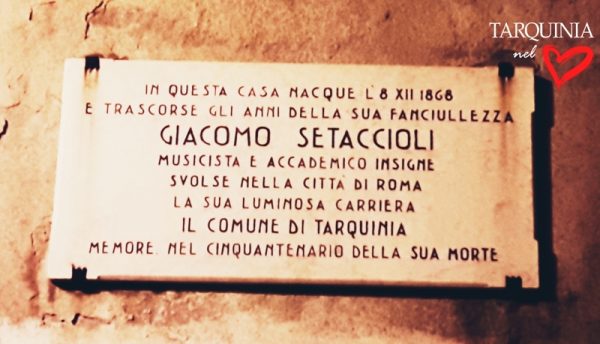 TARQUINIA
nel
IN QUESTA CASA NACQUE L'8 XII 1868
E TRASCORSE GLI ANNI DELLA SUA FANCIULLEZZA
GIACOMO SETACCIOLI
MUSICISTA E ACCADEMICO INSIGNE
SVOLSE NELLA CITTÀ DI ROMA
LA SUA LUMINOSA CARRIERA
IL COMUNE DI TARQUINIA
MEMORE. NEL CINQUANTENARIO DELLA SUA MORTE